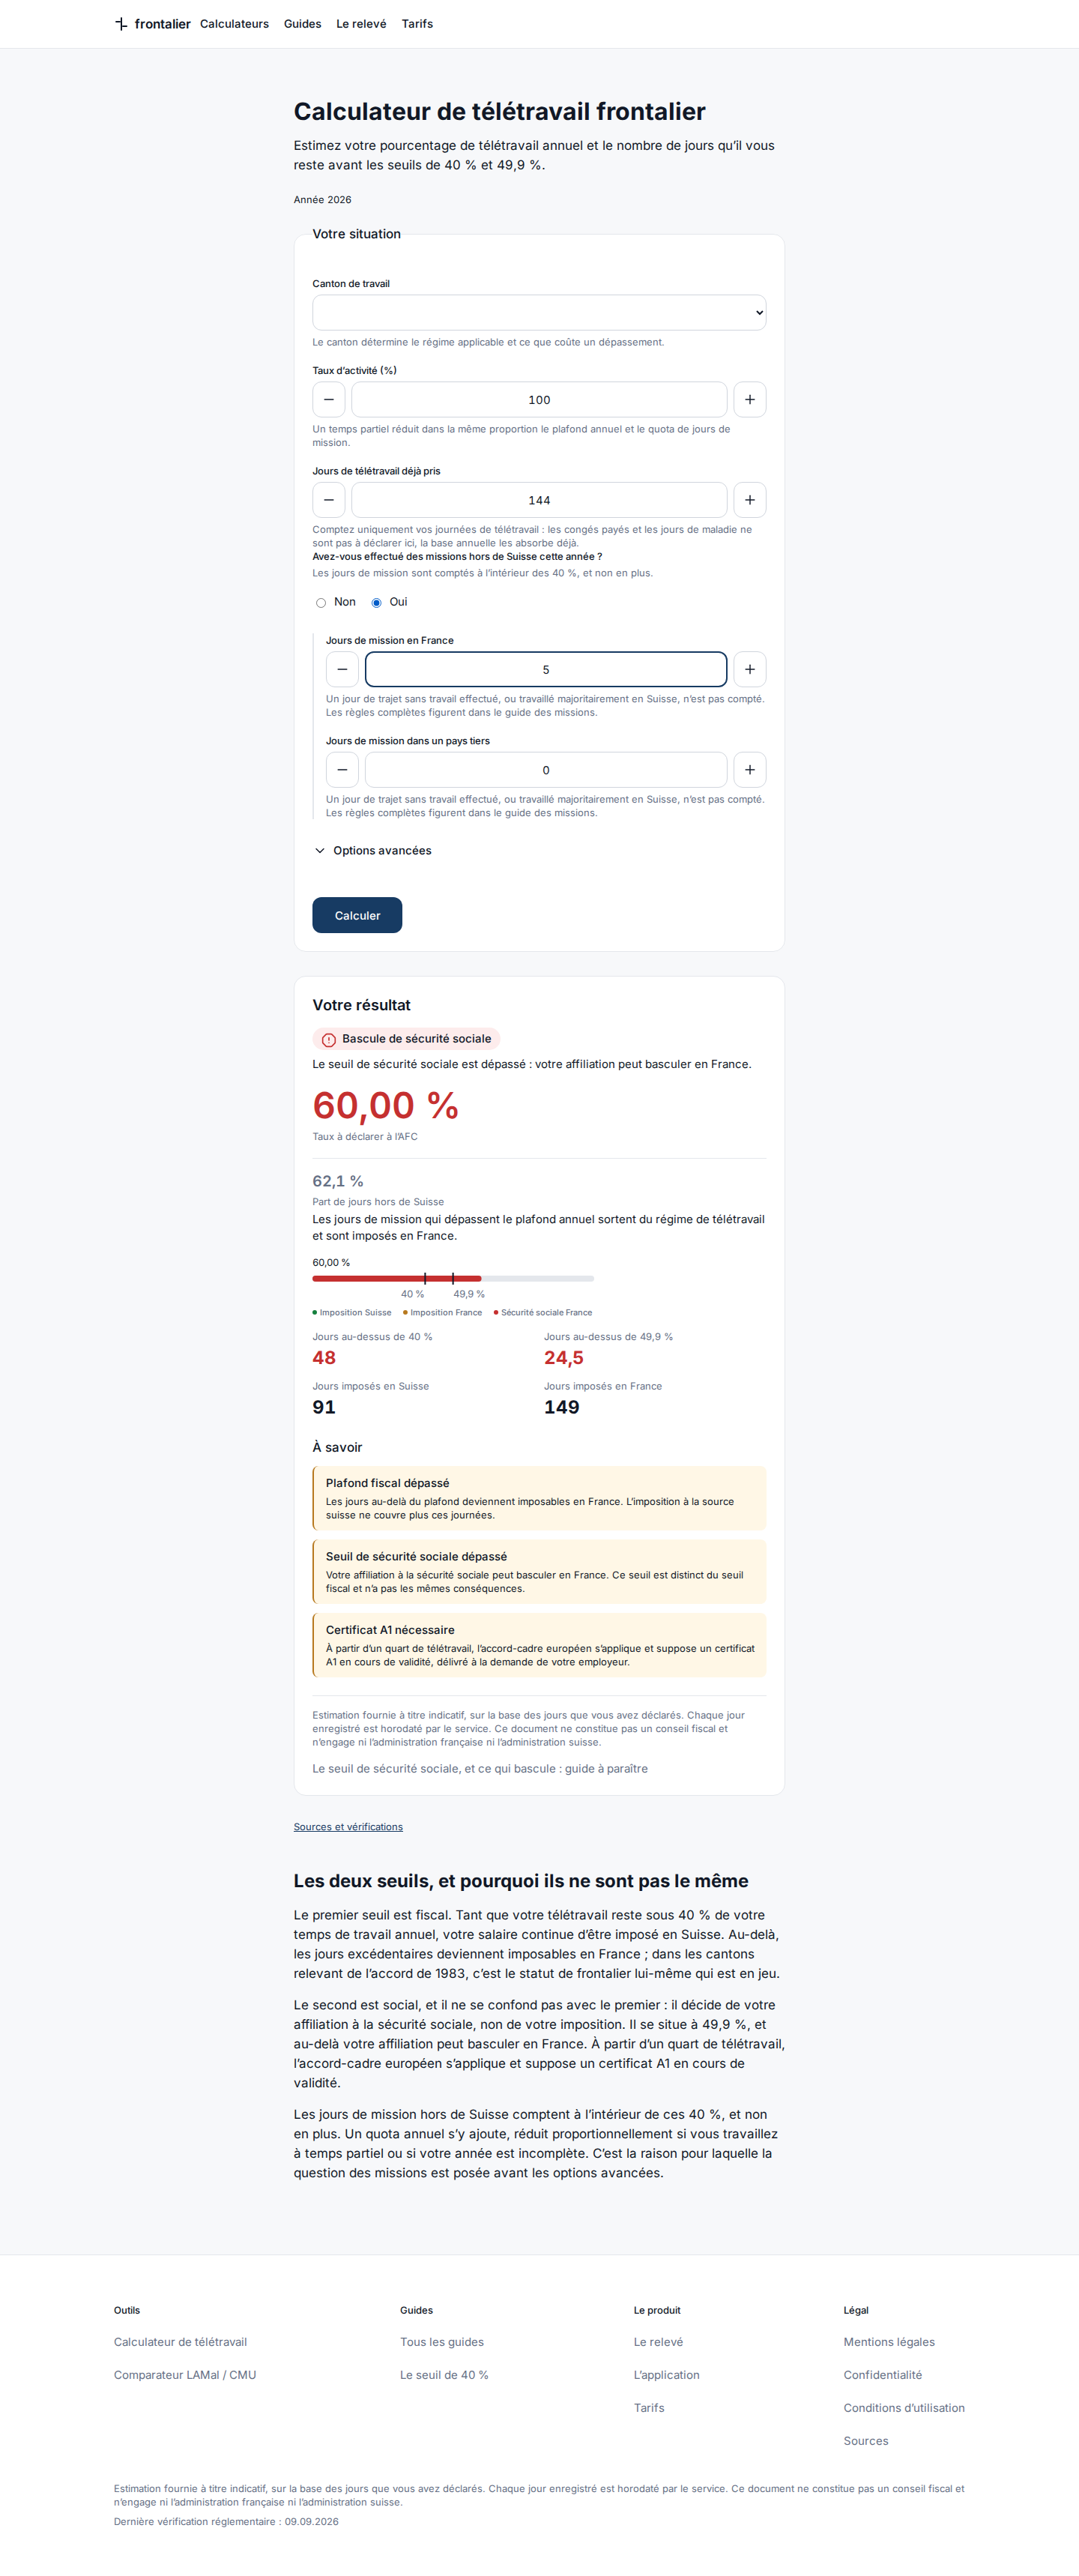 frontalier Calculateurs Guides Le relevé Tarifs
Calculateur de télétravail frontalier
Estimez votre pourcentage de télétravail annuel et le nombre de jours qu’il vous
reste avant les seuils de 40 % et 49,9 %.
Année 2026
Votre situation
Canton de travail
Le canton détermine le régime applicable et ce que coûte un dépassement.
Taux d’activité (%)
100
Un temps partiel réduit dans la même proportion le plafond annuel et le quota de jours de
mission.
Jours de télétravail déjà pris
144
Comptez uniquement vos journées de télétravail : les congés payés et les jours de maladie ne
sont pas à déclarer ici, la base annuelle les absorbe déjà.
Avez-vous effectué des missions hors de Suisse cette année ?
Les jours de mission sont comptés à l’intérieur des 40 %, et non en plus.
Non Oui
Jours de mission en France
5
Un jour de trajet sans travail effectué, ou travaillé majoritairement en Suisse, n’est pas compté.
Les règles complètes figurent dans le guide des missions.
Jours de mission dans un pays tiers
0
Un jour de trajet sans travail effectué, ou travaillé majoritairement en Suisse, n’est pas compté.
Les règles complètes figurent dans le guide des missions.
Options avancées
Calculer
Votre résultat
Bascule de sécurité sociale
Le seuil de sécurité sociale est dépassé : votre affiliation peut basculer en France.
60,00 %
Taux à déclarer à l’AFC
62,1 %
Part de jours hors de Suisse
Les jours de mission qui dépassent le plafond annuel sortent du régime de télétravail
et sont imposés en France.
60,00 %
40 % 49,9 %
Imposition Suisse Imposition France Sécurité sociale France
Jours au-dessus de 40 % Jours au-dessus de 49,9 %
48 24,5
Jours imposés en Suisse Jours imposés en France
91 149
À savoir
Plafond fiscal dépassé
Les jours au-delà du plafond deviennent imposables en France. L’imposition à la source
suisse ne couvre plus ces journées.
Seuil de sécurité sociale dépassé
Votre affiliation à la sécurité sociale peut basculer en France. Ce seuil est distinct du seuil
fiscal et n’a pas les mêmes conséquences.
Certificat A1 nécessaire
À partir d’un quart de télétravail, l’accord-cadre européen s’applique et suppose un certificat
A1 en cours de validité, délivré à la demande de votre employeur.
Estimation fournie à titre indicatif, sur la base des jours que vous avez déclarés. Chaque jour
enregistré est horodaté par le service. Ce document ne constitue pas un conseil fiscal et
n’engage ni l’administration française ni l’administration suisse.
Le seuil de sécurité sociale, et ce qui bascule : guide à paraître
Sources et vérifications
Les deux seuils, et pourquoi ils ne sont pas le même
Le premier seuil est fiscal. Tant que votre télétravail reste sous 40 % de votre
temps de travail annuel, votre salaire continue d’être imposé en Suisse. Au-delà,
les jours excédentaires deviennent imposables en France ; dans les cantons
relevant de l’accord de 1983, c’est le statut de frontalier lui-même qui est en jeu.
Le second est social, et il ne se confond pas avec le premier : il décide de votre
affiliation à la sécurité sociale, non de votre imposition. Il se situe à 49,9 %, et
au-delà votre affiliation peut basculer en France. À partir d’un quart de télétravail,
l’accord-cadre européen s’applique et suppose un certificat A1 en cours de
validité.
Les jours de mission hors de Suisse comptent à l’intérieur de ces 40 %, et non
en plus. Un quota annuel s’y ajoute, réduit proportionnellement si vous travaillez
à temps partiel ou si votre année est incomplète. C’est la raison pour laquelle la
question des missions est posée avant les options avancées.
Outils Guides Le produit Légal
Calculateur de télétravail Tous les guides Le relevé Mentions légales
Comparateur LAMal / CMU Le seuil de 40 % L’application Confidentialité
Tarifs Conditions d’utilisation
Sources
Estimation fournie à titre indicatif, sur la base des jours que vous avez déclarés. Chaque jour enregistré est horodaté par le service. Ce document ne constitue pas un conseil fiscal et
n’engage ni l’administration française ni l’administration suisse.
Dernière vérification réglementaire : 09.09.2026